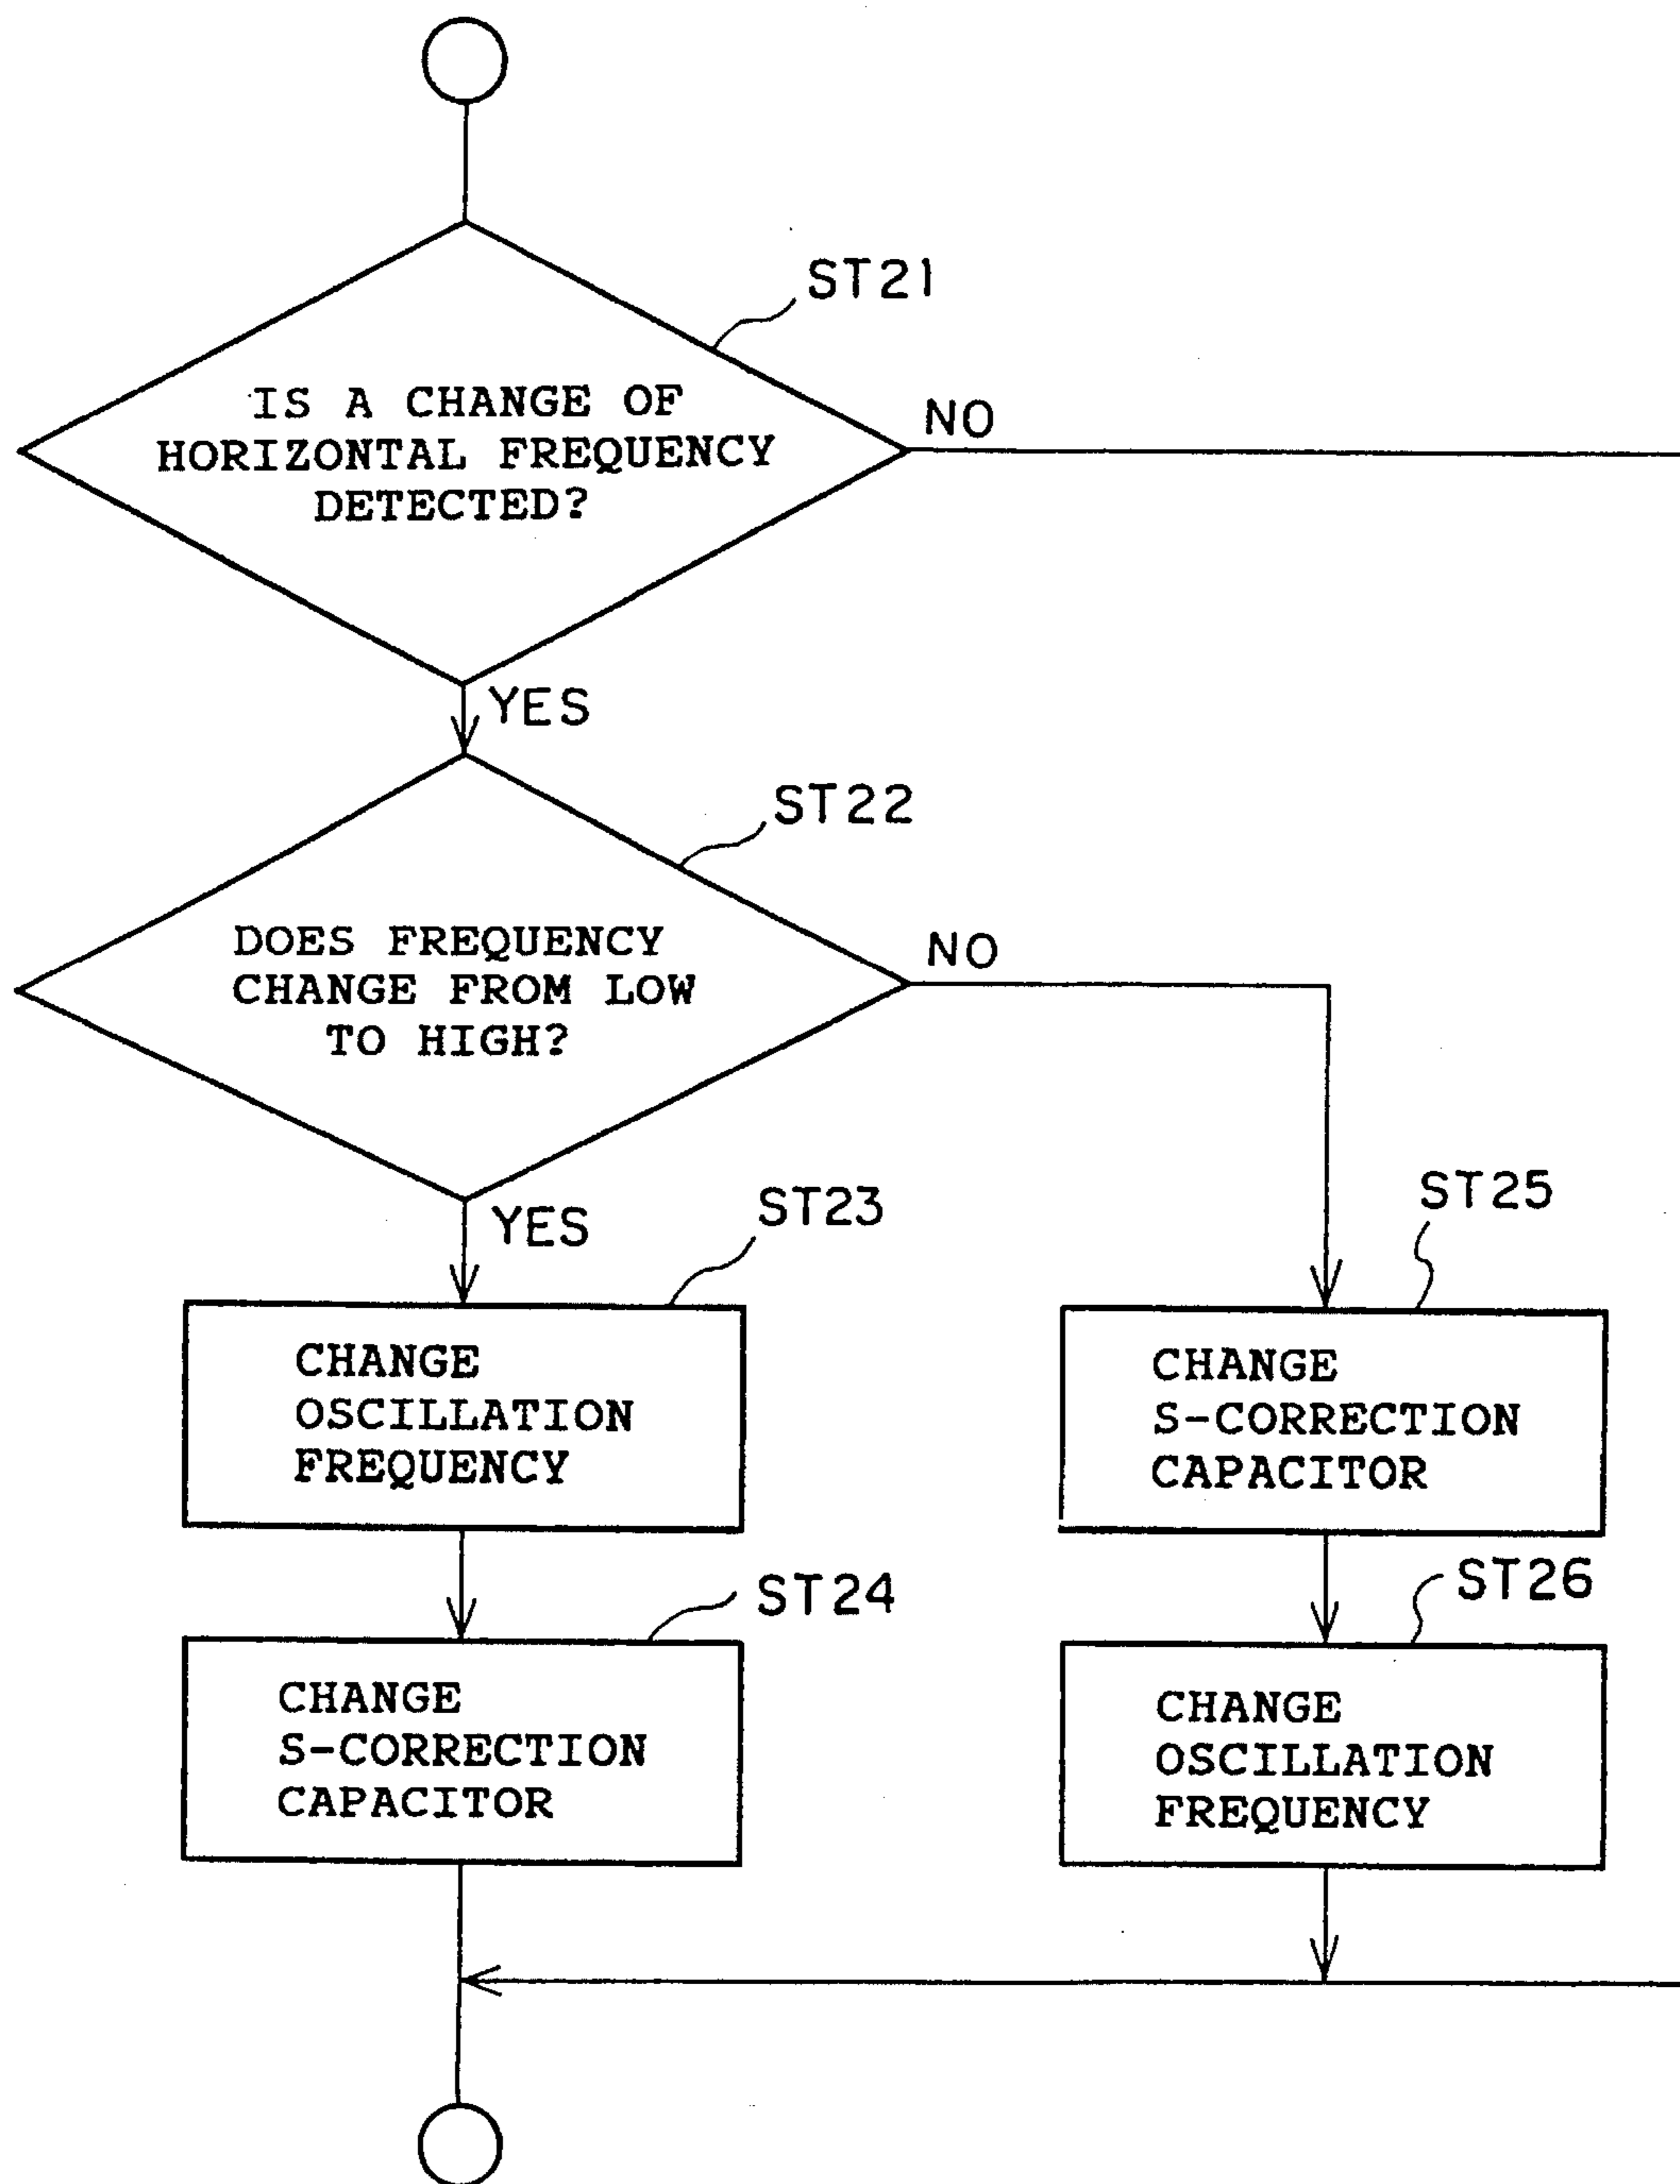 ST21
IS A CHANGE OF
HORIZONTAL FREQUENCY
DETECTED?
NO
YES
ST22
DOES FREQUENCY
CHANGE FROM LOW
TO HIGH?
NO
YES
ST23
CHANGE
OSCILLATION
FREQUENCY
ST25
CHANGE
S-CORRECTION
CAPACITOR
ST24
CHANGE
S-CORRECTION
CAPACITOR
ST26
CHANGE
OSCILLATION
FREQUENCY